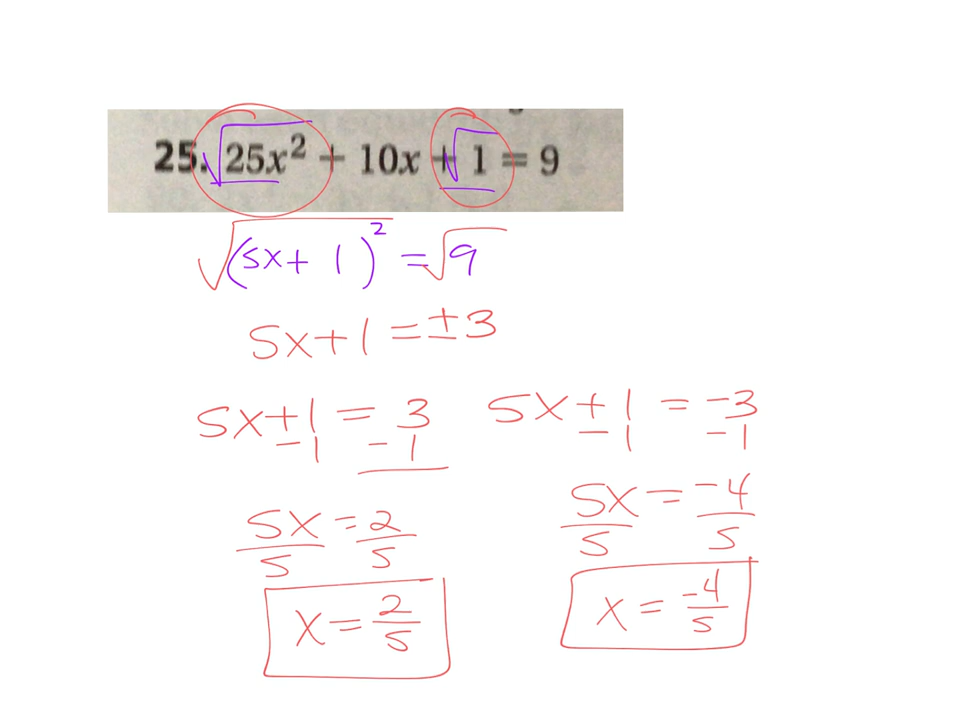 25. √25x² + 10x + √1 = 9
√(5x + 1)² = √9
5x + 1 = ±3
5x + 1 = 3 5x + 1 = -3
- 1 - 1 - 1 - 1
5x/5 = 2/5 5x/5 = -4/5
x = 2/5 x = -4/5